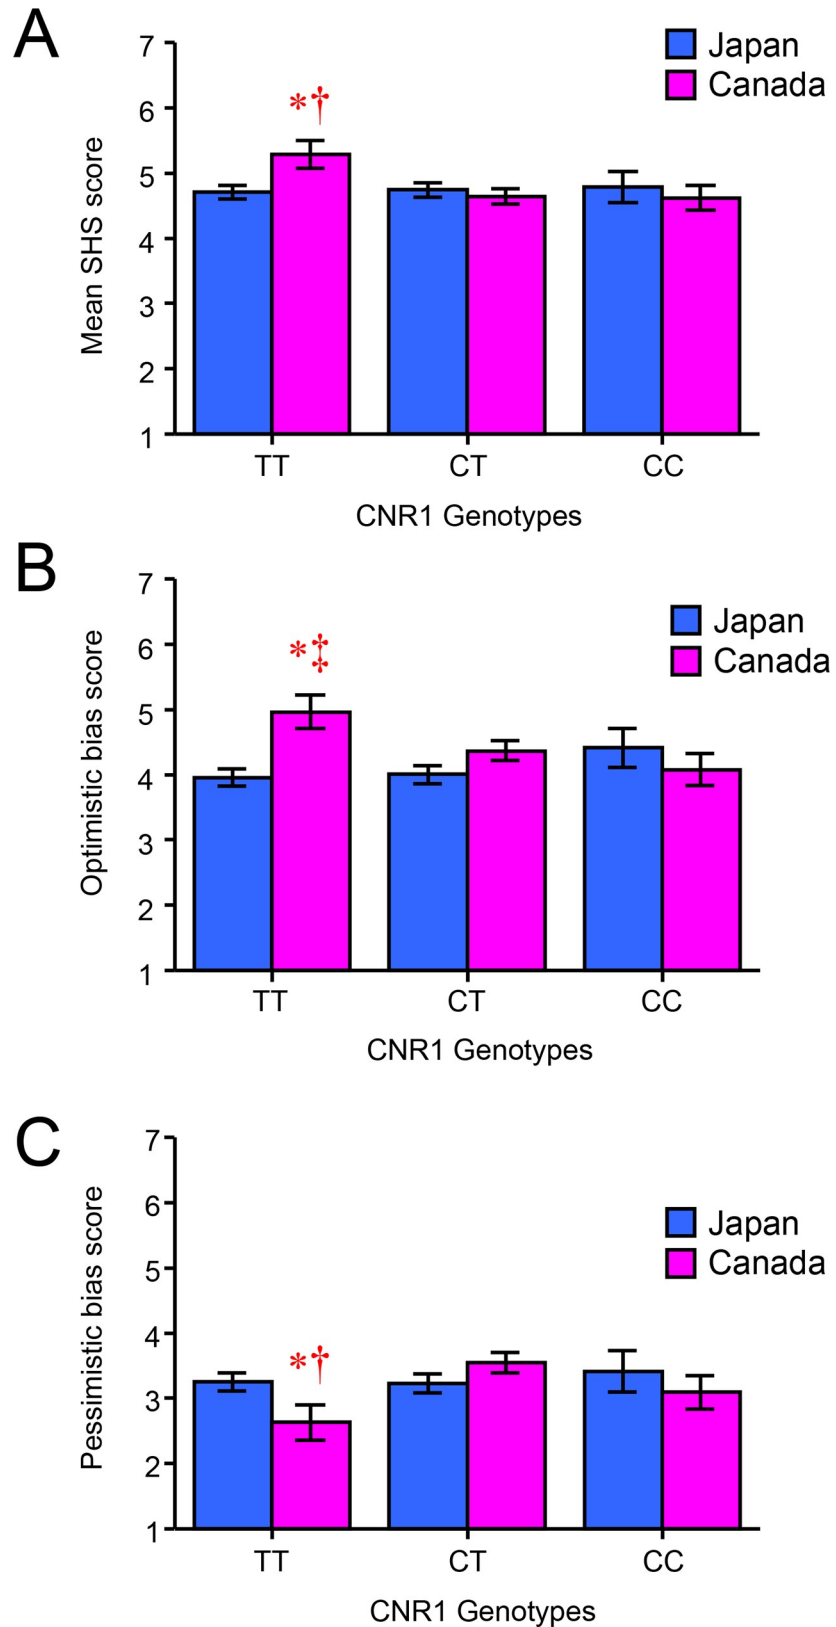 A
7
6
5
4
3
2
1
Mean SHS score
Japan
Canada
*†
TT CT CC
CNR1 Genotypes
B
7
6
5
4
3
2
1
Optimistic bias score
Japan
Canada
*‡
TT CT CC
CNR1 Genotypes
C
7
6
5
4
3
2
1
Pessimistic bias score
Japan
Canada
*†
TT CT CC
CNR1 Genotypes